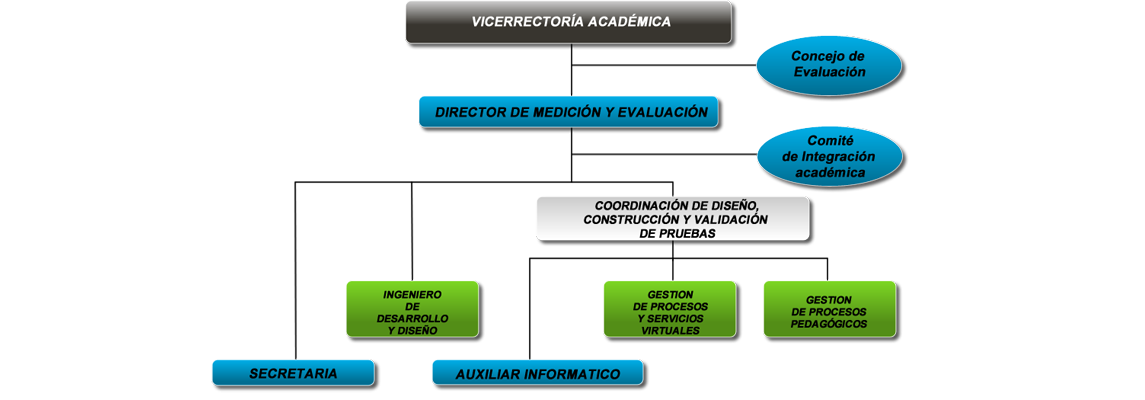 VICERRECTORÍA ACADÉMICA
Concejo de
Evaluación
DIRECTOR DE MEDICIÓN Y EVALUACIÓN
Comité
de Integración
académica
COORDINACIÓN DE DISEÑO,
CONSTRUCCIÓN Y VALIDACIÓN
DE PRUEBAS
INGENIERO
DE
DESARROLLO
Y DISEÑO
GESTION
DE PROCESOS
Y SERVICIOS
VIRTUALES
GESTION
DE PROCESOS
PEDAGÓGICOS
SECRETARIA
AUXILIAR INFORMATICO